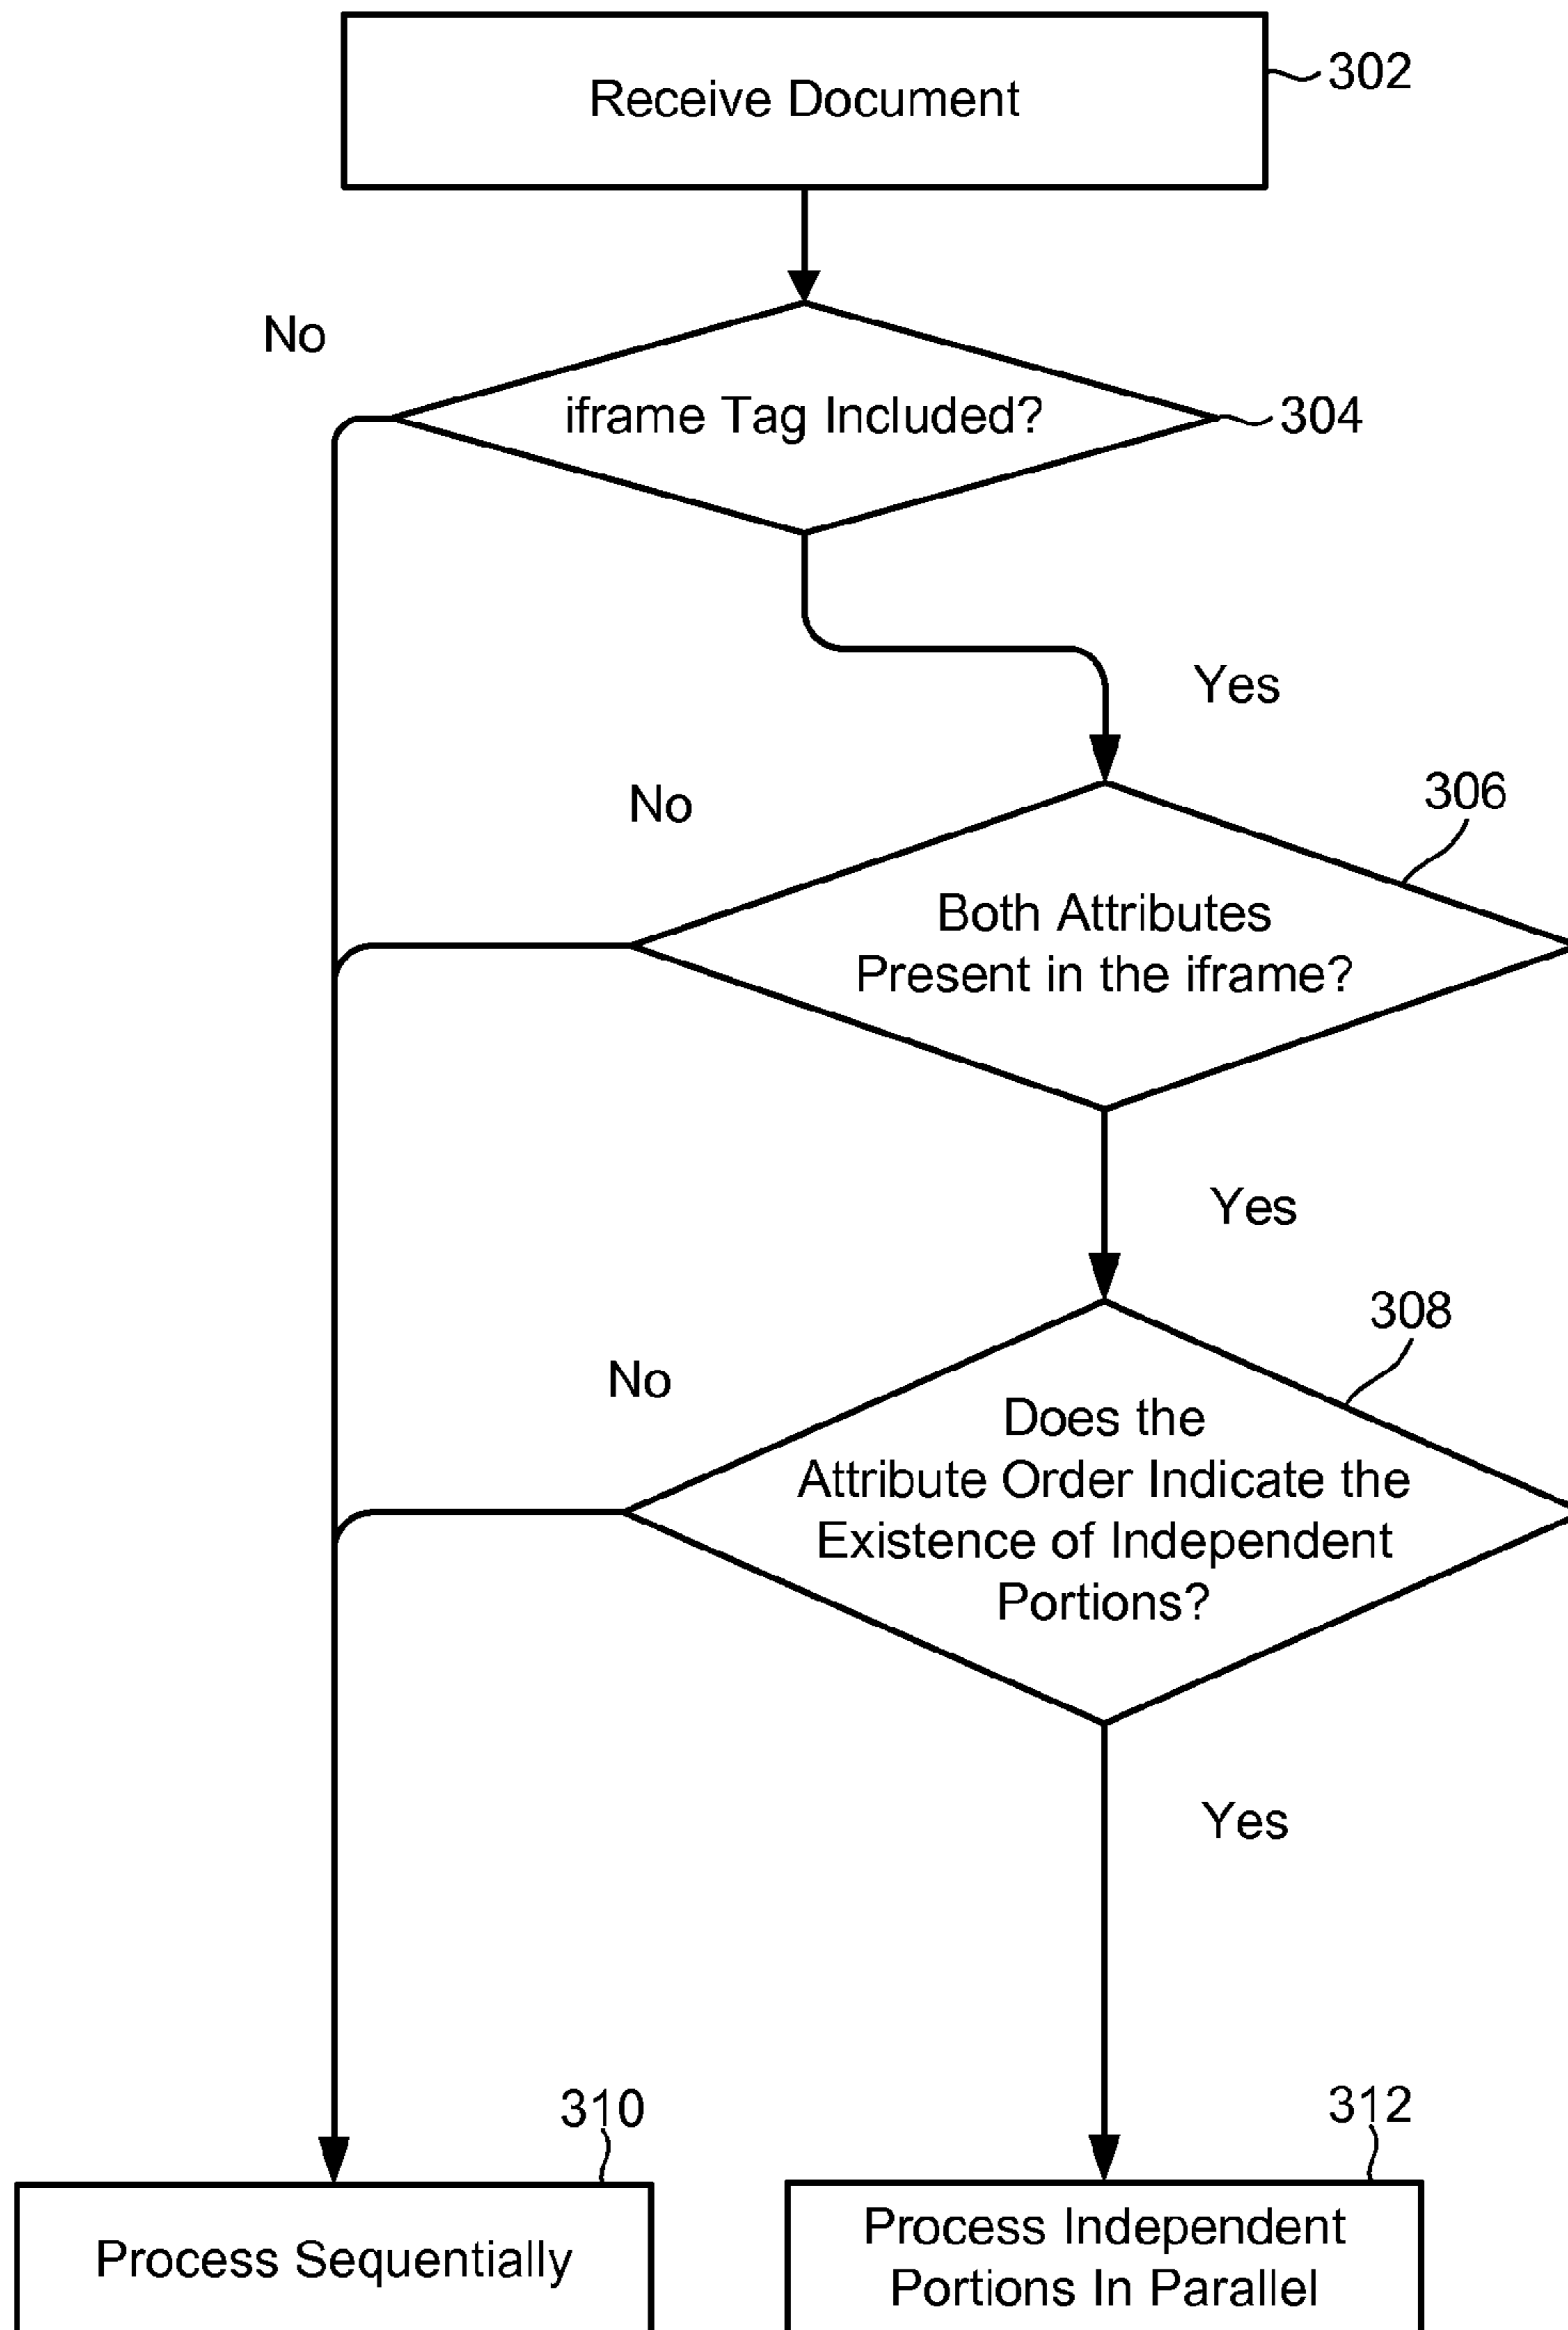 Receive Document
302
No
iframe Tag Included?
304
Yes
No
306
Both Attributes
Present in the iframe?
Yes
308
No
Does the
Attribute Order Indicate the
Existence of Independent
Portions?
Yes
310
312
Process Sequentially
Process Independent
Portions In Parallel